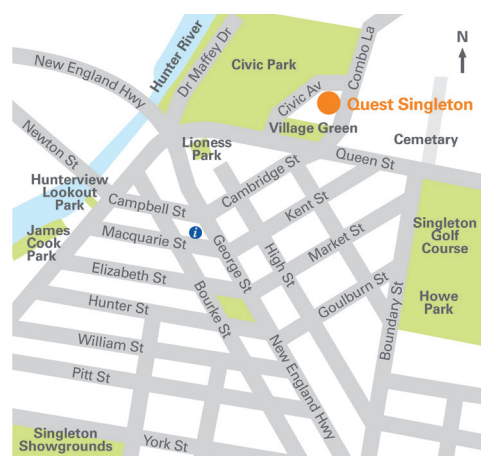 N
Hunter River
Dr Maffey Dr
Civic Park
Combo La
New England Hwy
Civic Av
Quest Singleton
Village Green
Newton St
Lioness
Park
Queen St
Cemetary
Hunterview
Lookout
Park
Cambridge St
Campbell St
Kent St
James
Cook
Park
i
Macquarie St
George St
High St
Market St
Singleton
Golf
Course
Elizabeth St
Bourke St
Goulburn St
Boundary St
Howe
Park
Hunter St
William St
New England Hwy
Pitt St
Singleton
Showgrounds
York St